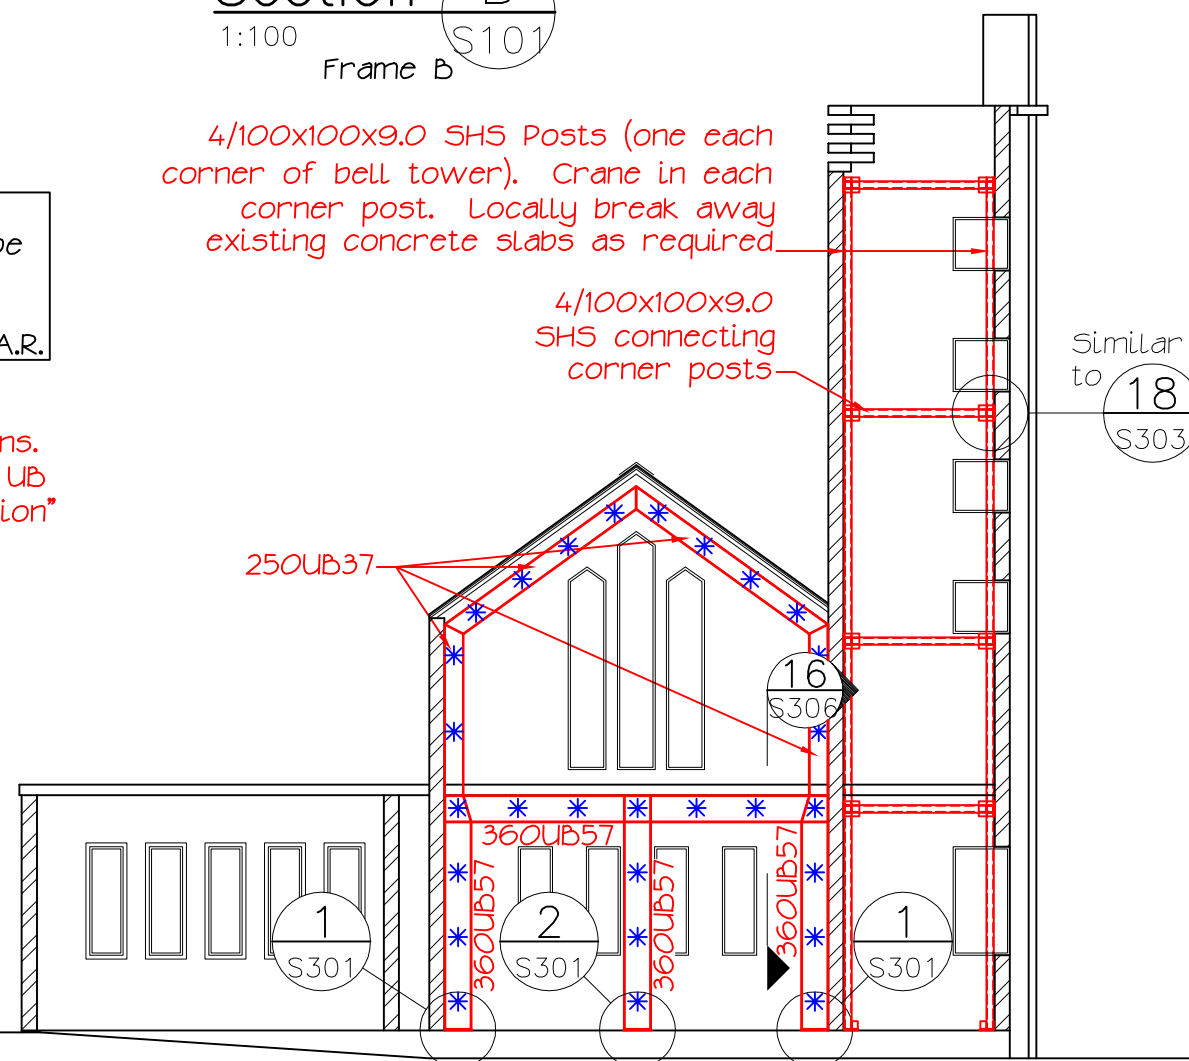 Section B
1:100
S101
Frame B
4/100x100x9.0 SHS Posts (one each
corner of bell tower). Crane in each
corner post. Locally break away
existing concrete slabs as required
4/100x100x9.0
SHS connecting
corner posts
A.R.
UB
Similar
to
18
S303
250UB37
16
S306
360UB57
360UB57
360UB57
360UB57
1
S301
2
S301
1
S301